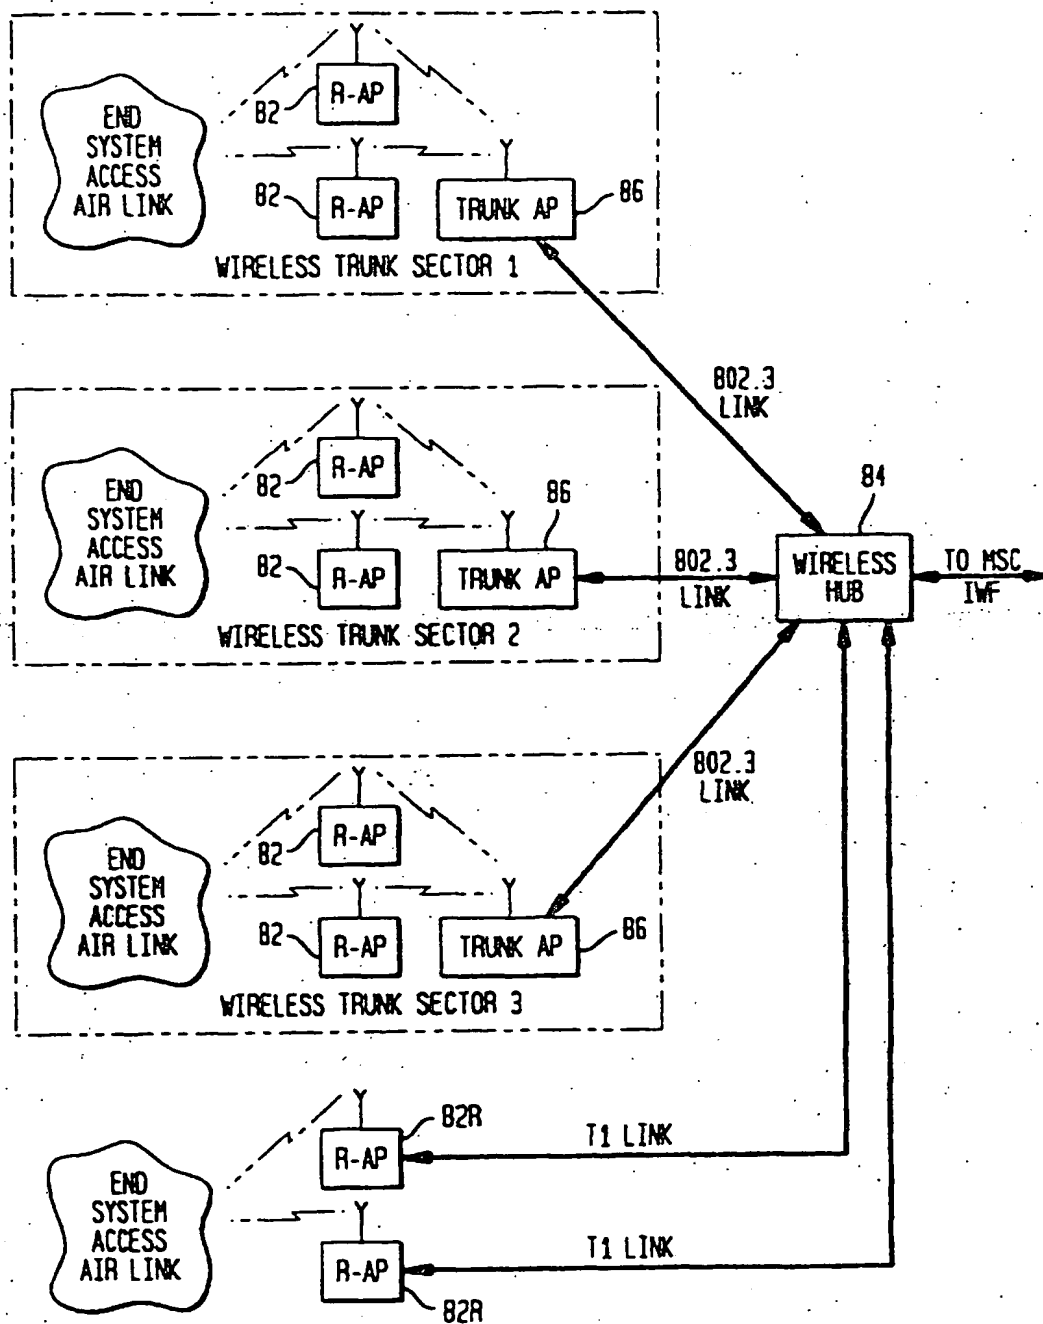 R-AP
82
END
SYSTEM
ACCESS
AIR LINK
82
R-AP
TRUNK AP
86
WIRELESS TRUNK SECTOR 1
802.3
LINK
R-AP
82
END
SYSTEM
ACCESS
AIR LINK
86
82
R-AP
TRUNK AP
WIRELESS TRUNK SECTOR 2
802.3
LINK
84
WIRELESS
HUB
TO MSC
IWF
802.3
LINK
R-AP
82
END
SYSTEM
ACCESS
AIR LINK
82
R-AP
TRUNK AP
86
WIRELESS TRUNK SECTOR 3
82R
R-AP
T1 LINK
END
SYSTEM
ACCESS
AIR LINK
R-AP
T1 LINK
82R